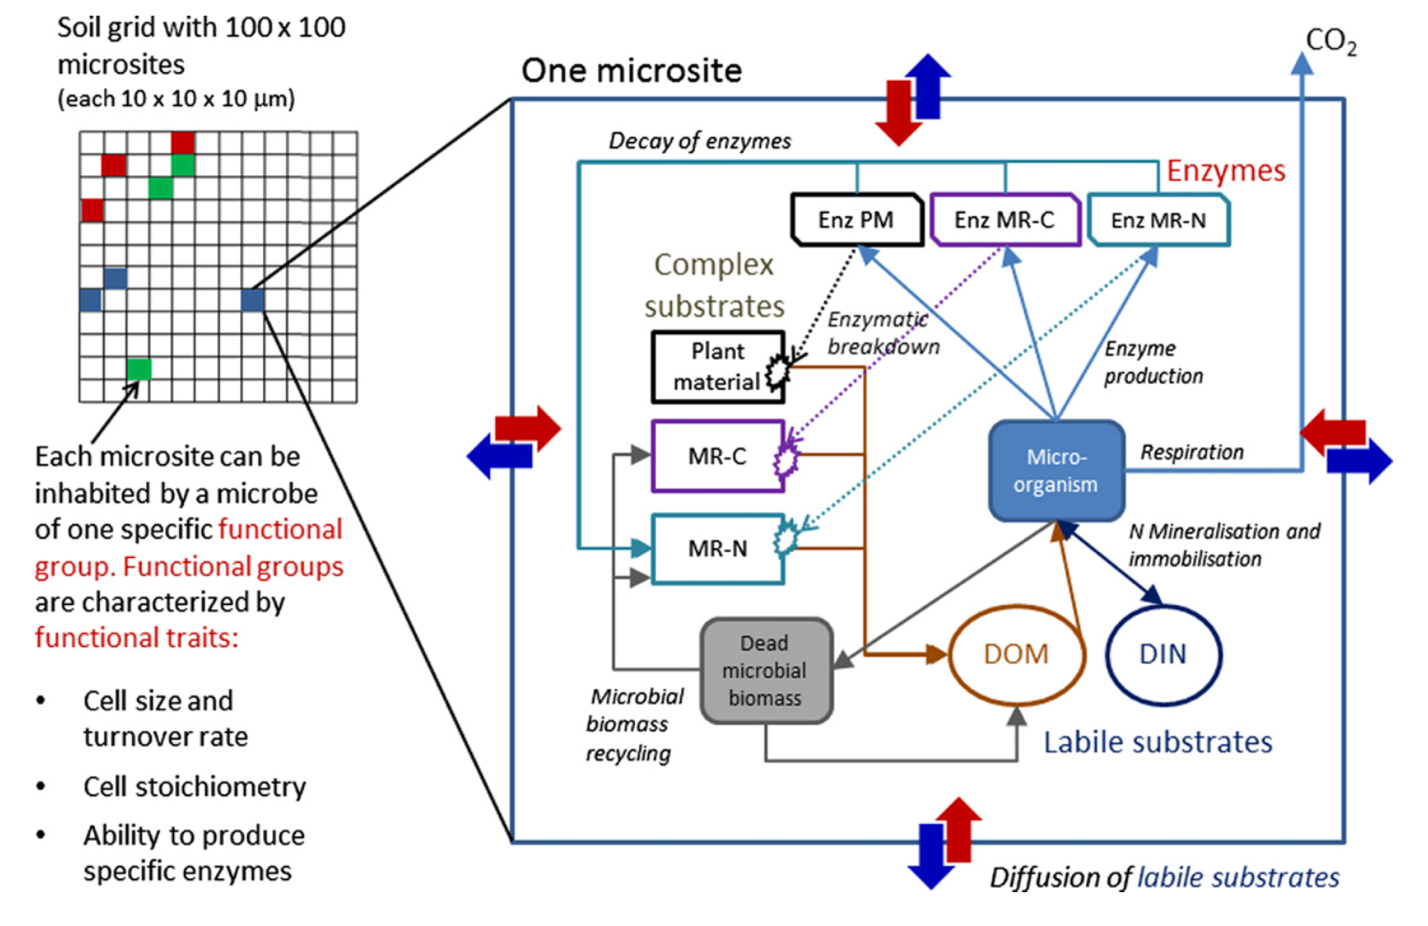 Soil grid with 100 x 100
microsites
(each 10 x 10 x 10 µm)
Each microsite can be
inhabited by a microbe
of one specific functional
group. Functional groups
are characterized by
functional traits:
• Cell size and
turnover rate
• Cell stoichiometry
• Ability to produce
specific enzymes
One microsite
CO2
Decay of enzymes
Enzymes
Enz PM
Enz MR-C
Enz MR-N
Complex
substrates
Enzymatic
breakdown
Enzyme
production
Plant
material
MR-C
MR-N
Micro-
organism
Respiration
N Mineralisation and
immobilisation
Dead
microbial
biomass
DOM
DIN
Microbial
biomass
recycling
Labile substrates
Diffusion of labile substrates